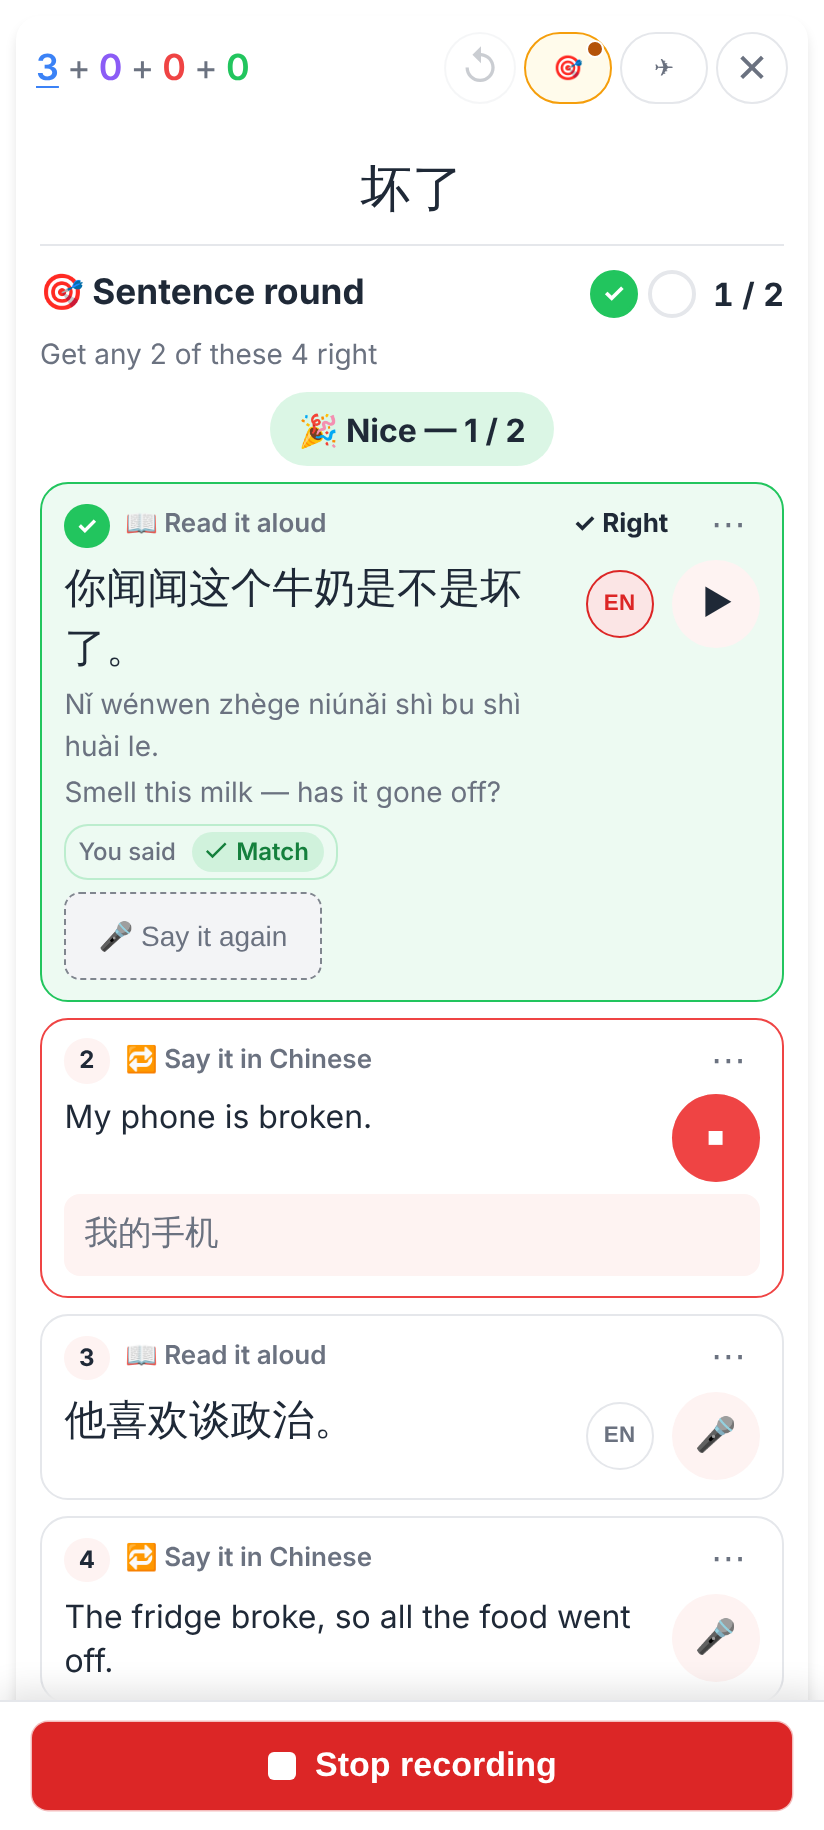 3 + 0 + 0 + 0
坏了
Sentence round
1 / 2
Get any 2 of these 4 right
Nice — 1 / 2
Read it aloud
Right
你闻闻这个牛奶是不是坏
了。
EN
Nǐ wénwen zhège niúnǎi shì bu shì
huài le.
Smell this milk — has it gone off?
You said
Match
Say it again
2
Say it in Chinese
My phone is broken.
我的手机
3
Read it aloud
他喜欢谈政治。
EN
4
Say it in Chinese
The fridge broke, so all the food went
off.
Stop recording